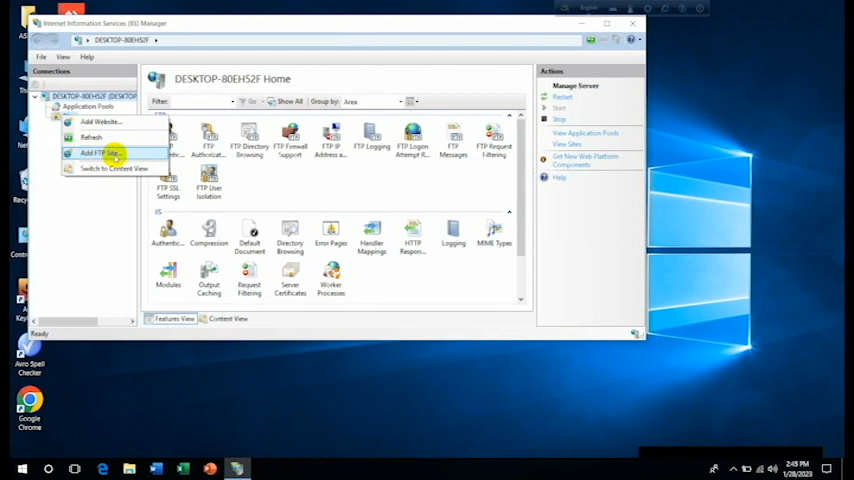 English
Internet Information Services (IIS) Manager
DESKTOP-80EH52F
File View Help
Connections
DESKTOP-80EH52F (DESKTOP
Application Pools
Add Website...
Refresh
Add FTP Site...
Switch to Content View
DESKTOP-80EH52F Home
Filter: Go Show All Group by: Area
FTP Authorizat...
FTP Directory Browsing
FTP Firewall Support
FTP IP Address a...
FTP Logging
FTP Logon Attempt R...
FTP Messages
FTP Request Filtering
FTP SSL Settings
FTP User Isolation
IIS
Authentic...
Compression
Default Document
Directory Browsing
Error Pages
Handler Mappings
HTTP Respon...
Logging
MIME Types
Modules
Output Caching
Request Filtering
Server Certificates
Worker Processes
Features View Content View
Ready
Actions
Manage Server
Restart
Start
Stop
View Application Pools
View Sites
Get New Web Platform Components
Help
Avro Spell Checker
Google Chrome
2:45 PM
1/28/2023